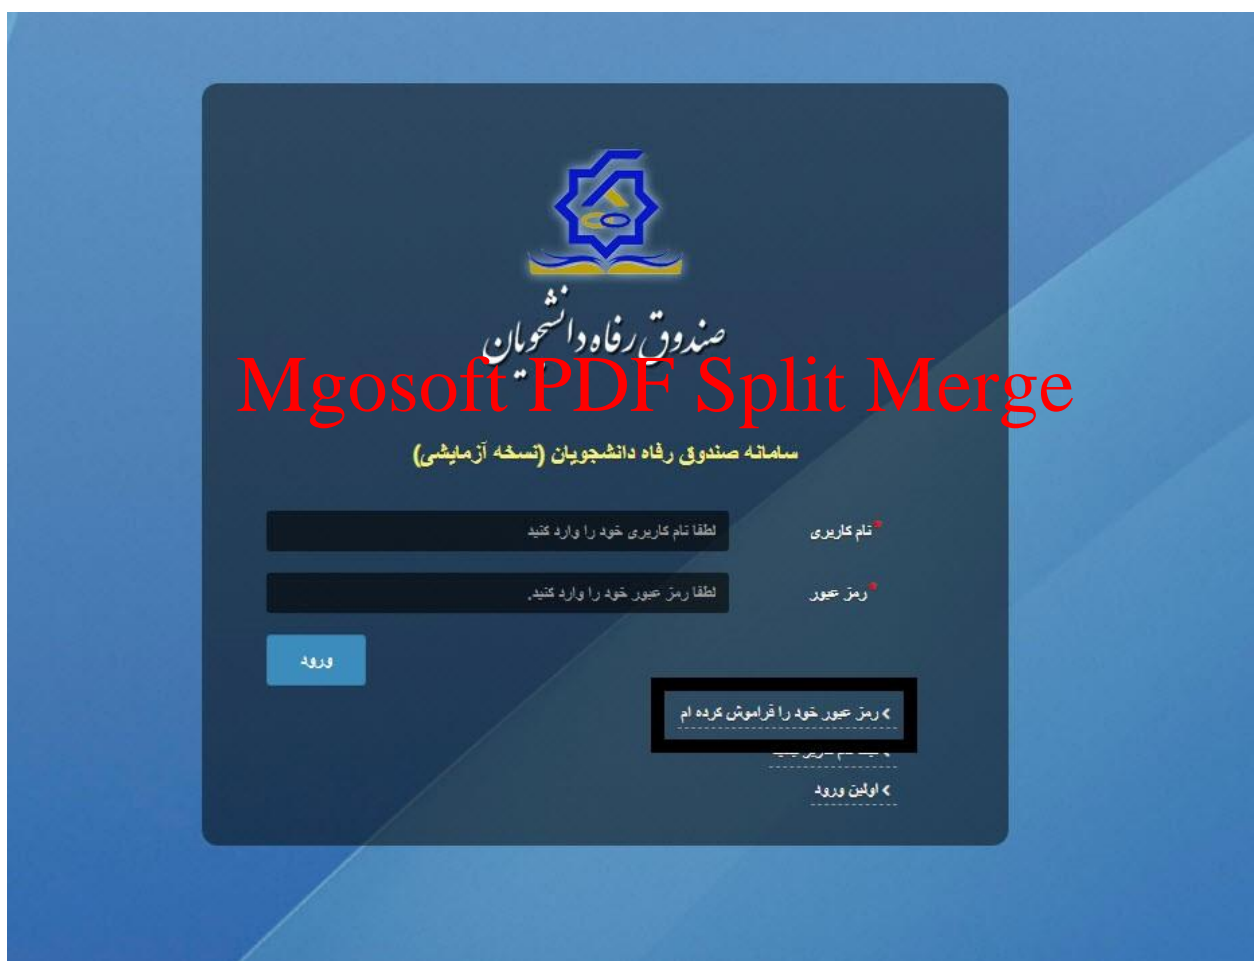 صندوق رفاه دانشجویان
Mgosoft PDF Split Merge
سامانه صندوق رفاه دانشجویان (نسخه آزمایشی)
*نام کاربری
لطفا نام کاربری خود را وارد کنید
*رمز عبور
لطفا رمز عبور خود را وارد کنید.
ورود
رمز عبور خود را فراموش کرده ام
اولین ورود